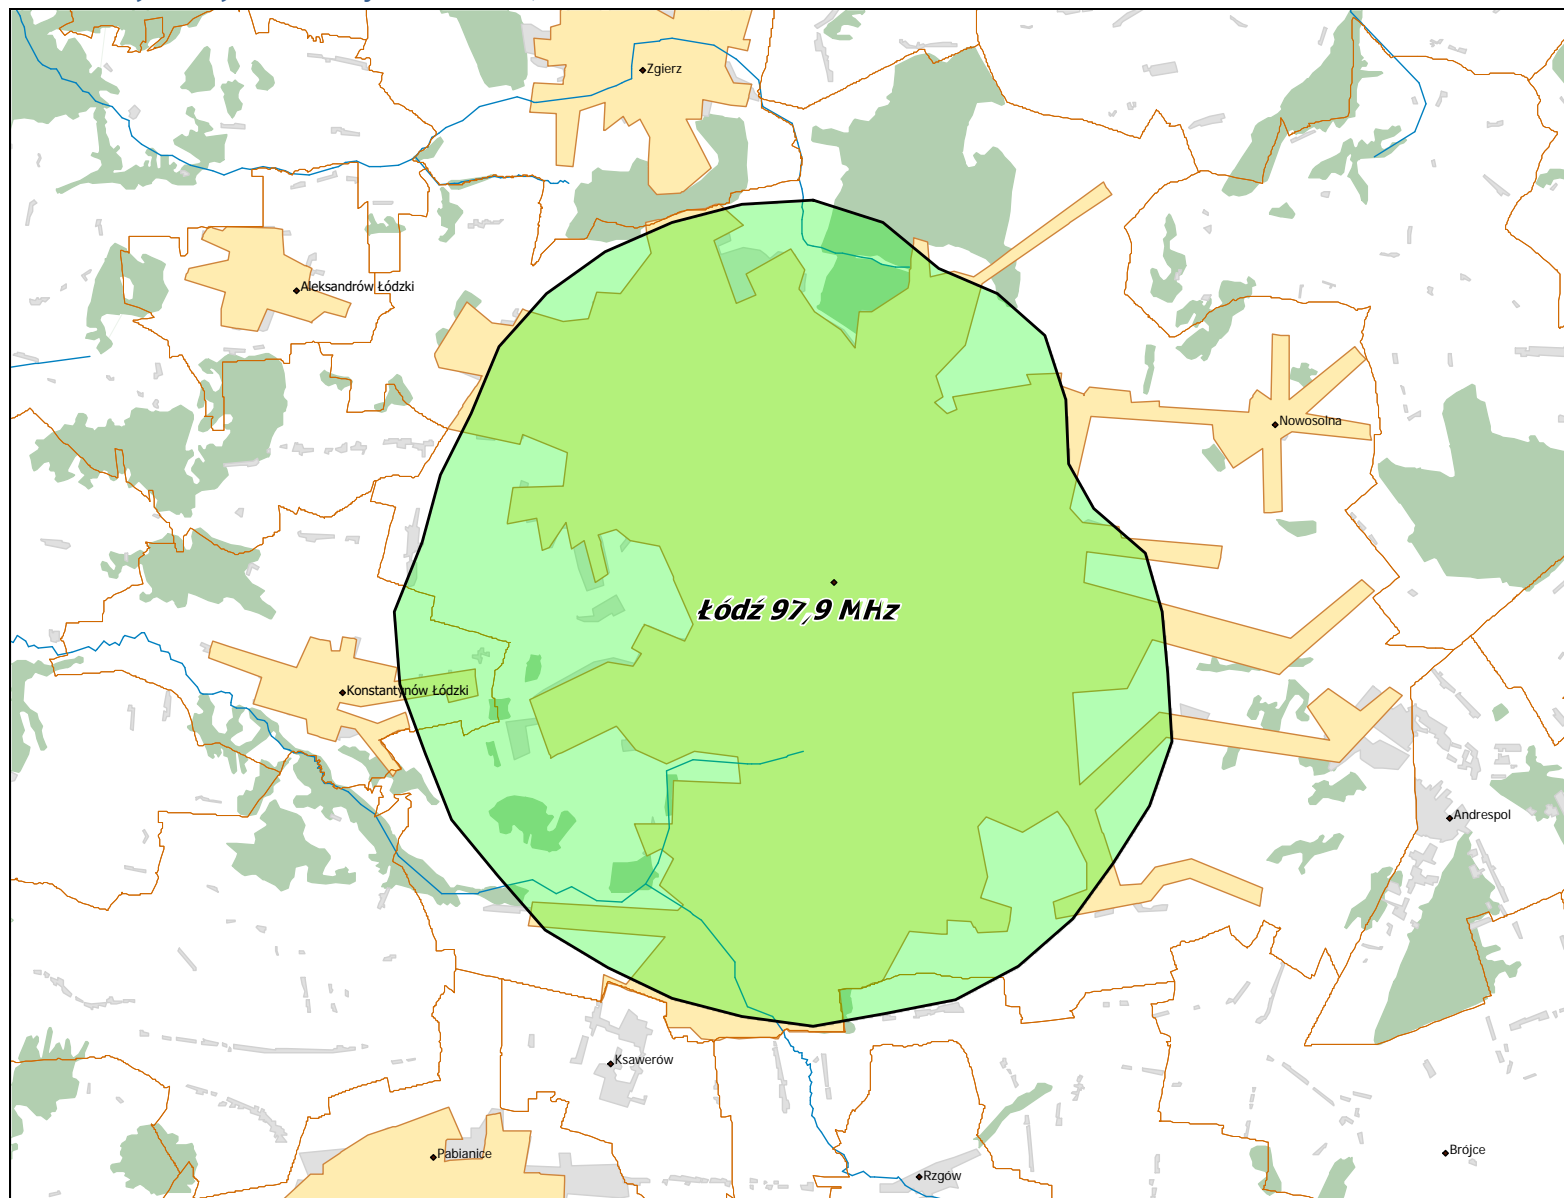 Zgierz
Aleksandrów Łódzki
Nowosolna
Łódź 97,9 MHz
Konstantynów Łódzki
Andrespol
Ksawerów
Pabianice
Brójce
Rzgów